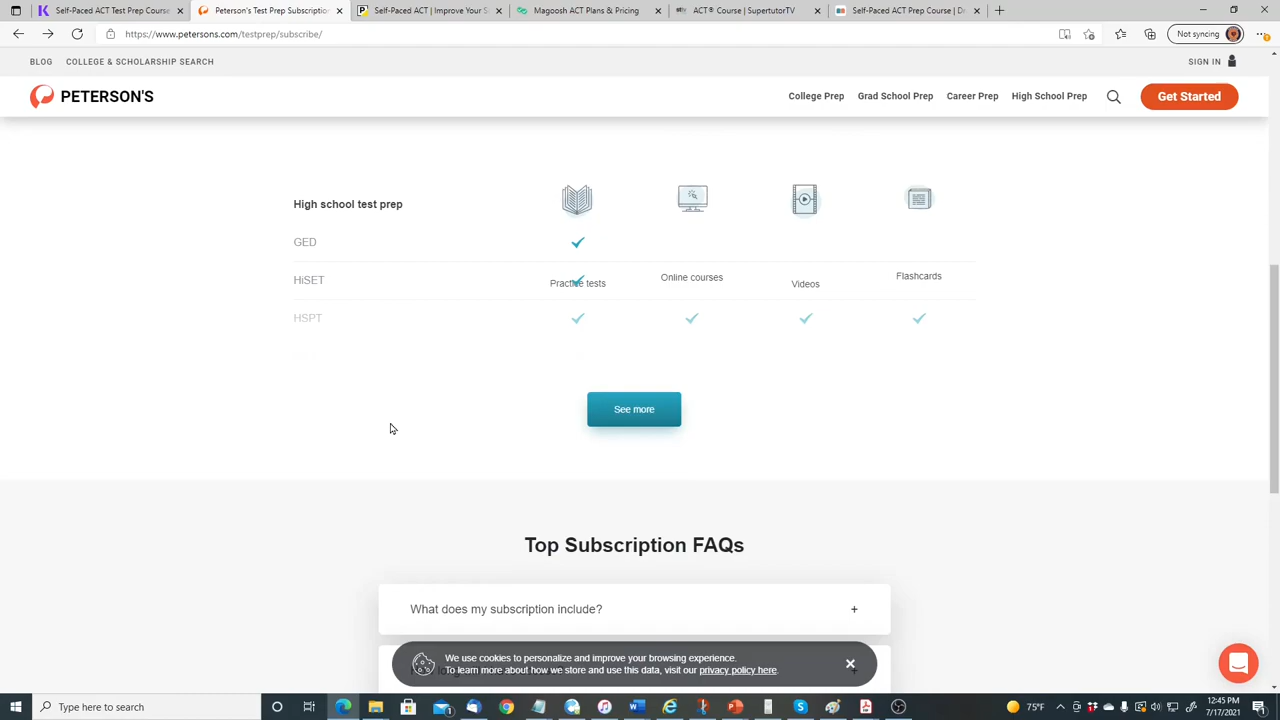 Self-Paced ACT Test Prep Cours
Peterson's Test Prep Subscriptio
Self-Paced ACT | Improve Your S
Magoosh ACT Plans & Pricing
ACT® Course | SupertutorTV
Self-Paced ACT Prep Course | De
https://www.petersons.com/testprep/subscribe/
Not syncing
BLOG COLLEGE & SCHOLARSHIP SEARCH
SIGN IN
PETERSON'S
College Prep Grad School Prep Career Prep High School Prep
Get Started
High school test prep
GED
HiSET
Practice tests Online courses Videos Flashcards
HSPT
See more
Top Subscription FAQs
What does my subscription include?
+
We use cookies to personalize and improve your browsing experience.
To learn more about how we store and use this data, visit our privacy policy here.
Type here to search
75°F
12:45 PM
7/17/2021